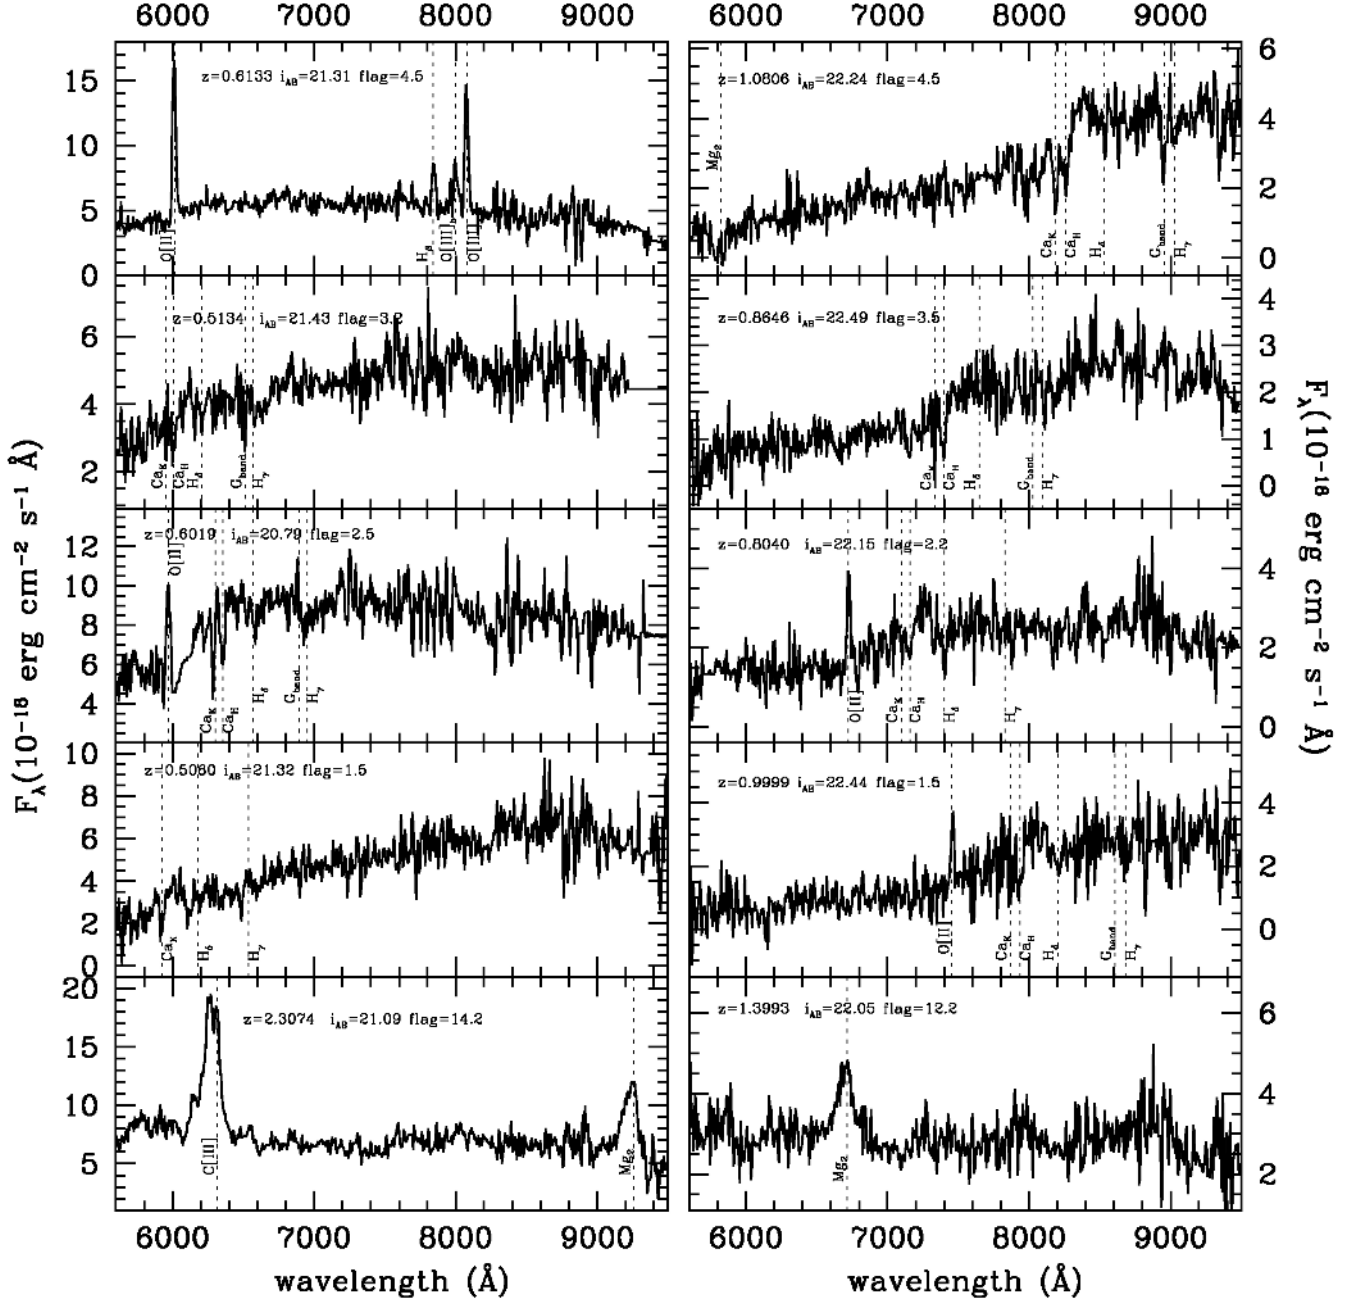 6000 7000 8000 9000 6000 7000 8000 9000
z=0.6133 i_AB=21.31 flag=4.5
15
10
5
0
O[II]
H_β
O[III]
O[III]
z=1.0806 i_AB=22.24 flag=4.5
6
4
2
0
Mg₂
Ca_K
Ca_H
H_δ
G_band
H_γ
z=0.5134 i_AB=21.43 flag=3.2
6
4
2
Ca_K
Ca_H
H_δ
G_band
H_γ
z=0.8646 i_AB=22.49 flag=3.5
4
3
2
1
0
Ca_K
Ca_H
H_δ
G_band
H_γ
z=0.6019 i_AB=20.79 flag=2.5
12
10
8
6
4
O[II]
Ca_K
Ca_H
H_δ
G_band
H_γ
z=0.8040 i_AB=22.15 flag=2.2
4
2
0
O[II]
Ca_K
Ca_H
H_δ
H_γ
z=0.5060 i_AB=21.32 flag=1.5
10
8
6
4
2
0
Ca_K
H_δ
H_γ
z=0.9999 i_AB=22.44 flag=1.5
4
2
0
O[II]
Ca_K
Ca_H
H_δ
G_band
H_γ
z=2.3074 i_AB=21.09 flag=14.2
20
15
10
5
C[III]
Mg₂
z=1.3993 i_AB=22.05 flag=12.2
6
4
2
Mg₂
6000 7000 8000 9000 6000 7000 8000 9000
wavelength (Å) wavelength (Å)
F_λ(10⁻¹⁸ erg cm⁻² s⁻¹ Å)
F_λ(10⁻¹⁸ erg cm⁻² s⁻¹ Å)